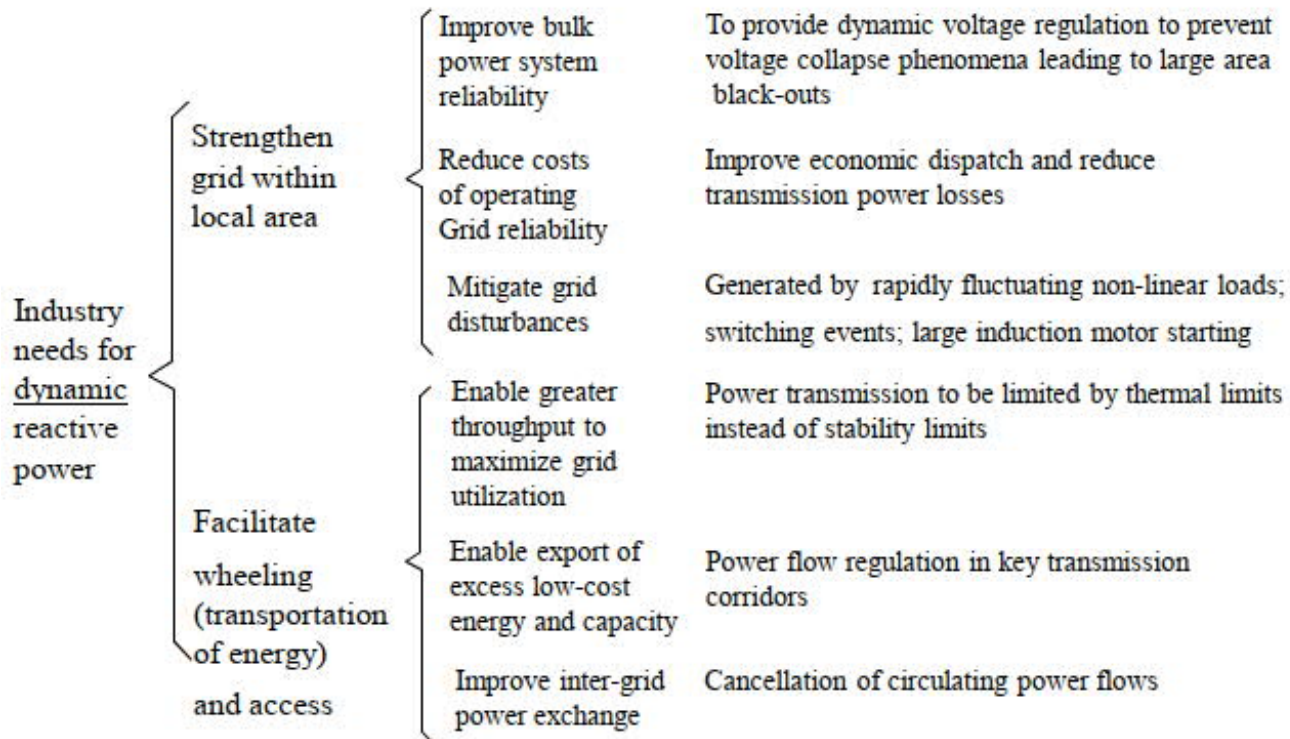 Industry
needs for
dynamic
reactive
power
Strengthen
grid within
local area
Improve bulk
power system
reliability
To provide dynamic voltage regulation to prevent
voltage collapse phenomena leading to large area
black-outs
Reduce costs
of operating
Grid reliability
Improve economic dispatch and reduce
transmission power losses
Mitigate grid
disturbances
Generated by rapidly fluctuating non-linear loads;
switching events; large induction motor starting
Facilitate
wheeling
(transportation
of energy)
and access
Enable greater
throughput to
maximize grid
utilization
Power transmission to be limited by thermal limits
instead of stability limits
Enable export of
excess low-cost
energy and capacity
Power flow regulation in key transmission
corridors
Improve inter-grid
power exchange
Cancellation of circulating power flows